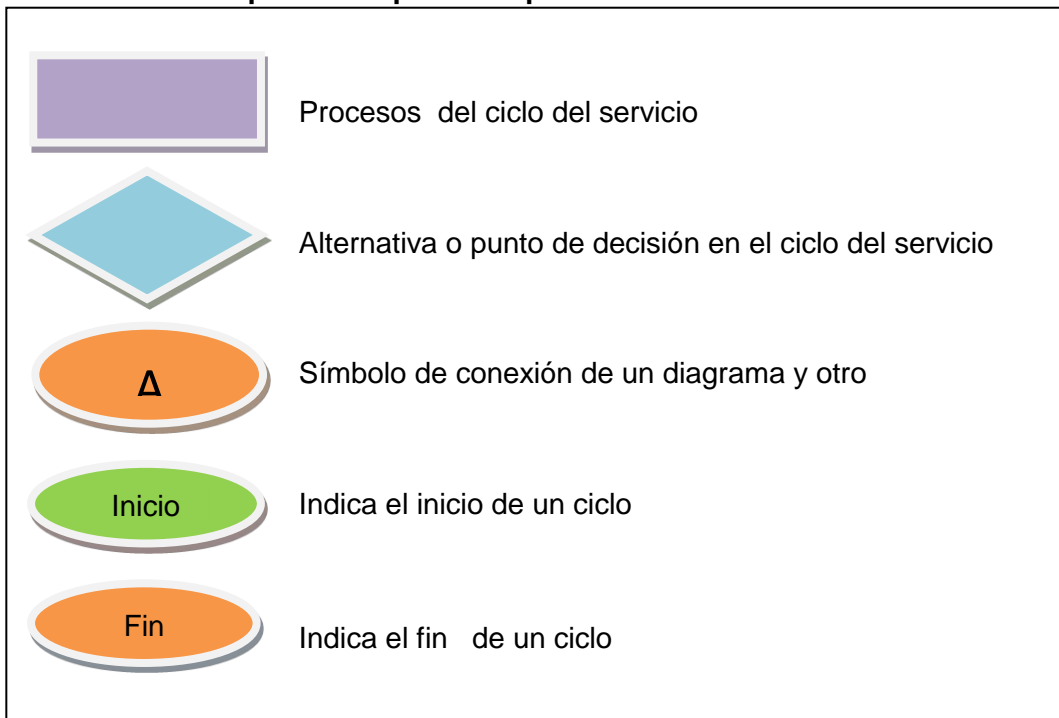 Procesos del ciclo del servicio
Alternativa o punto de decisión en el ciclo del servicio
Símbolo de conexión de un diagrama y otro
Inicio
Indica el inicio de un ciclo
Fin
Indica el fin de un ciclo